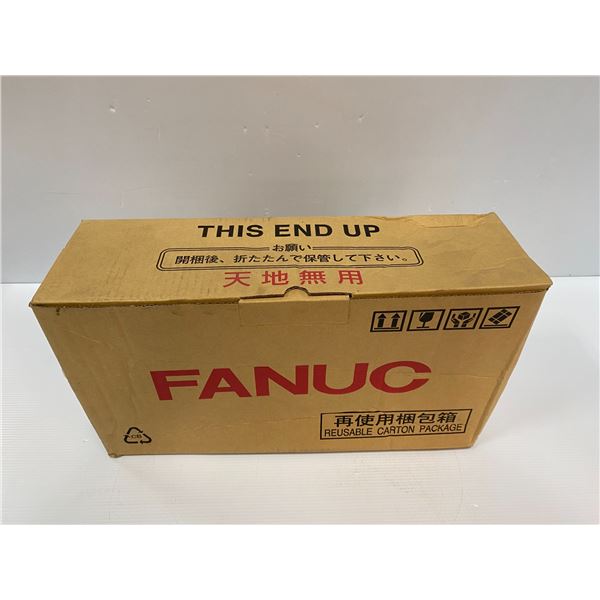 THIS END UP
お願い
開梱後、折たたんで保管して下さい。
天地無用
FANUC
再使用梱包箱
REUSABLE CARTON PACKAGE
CB